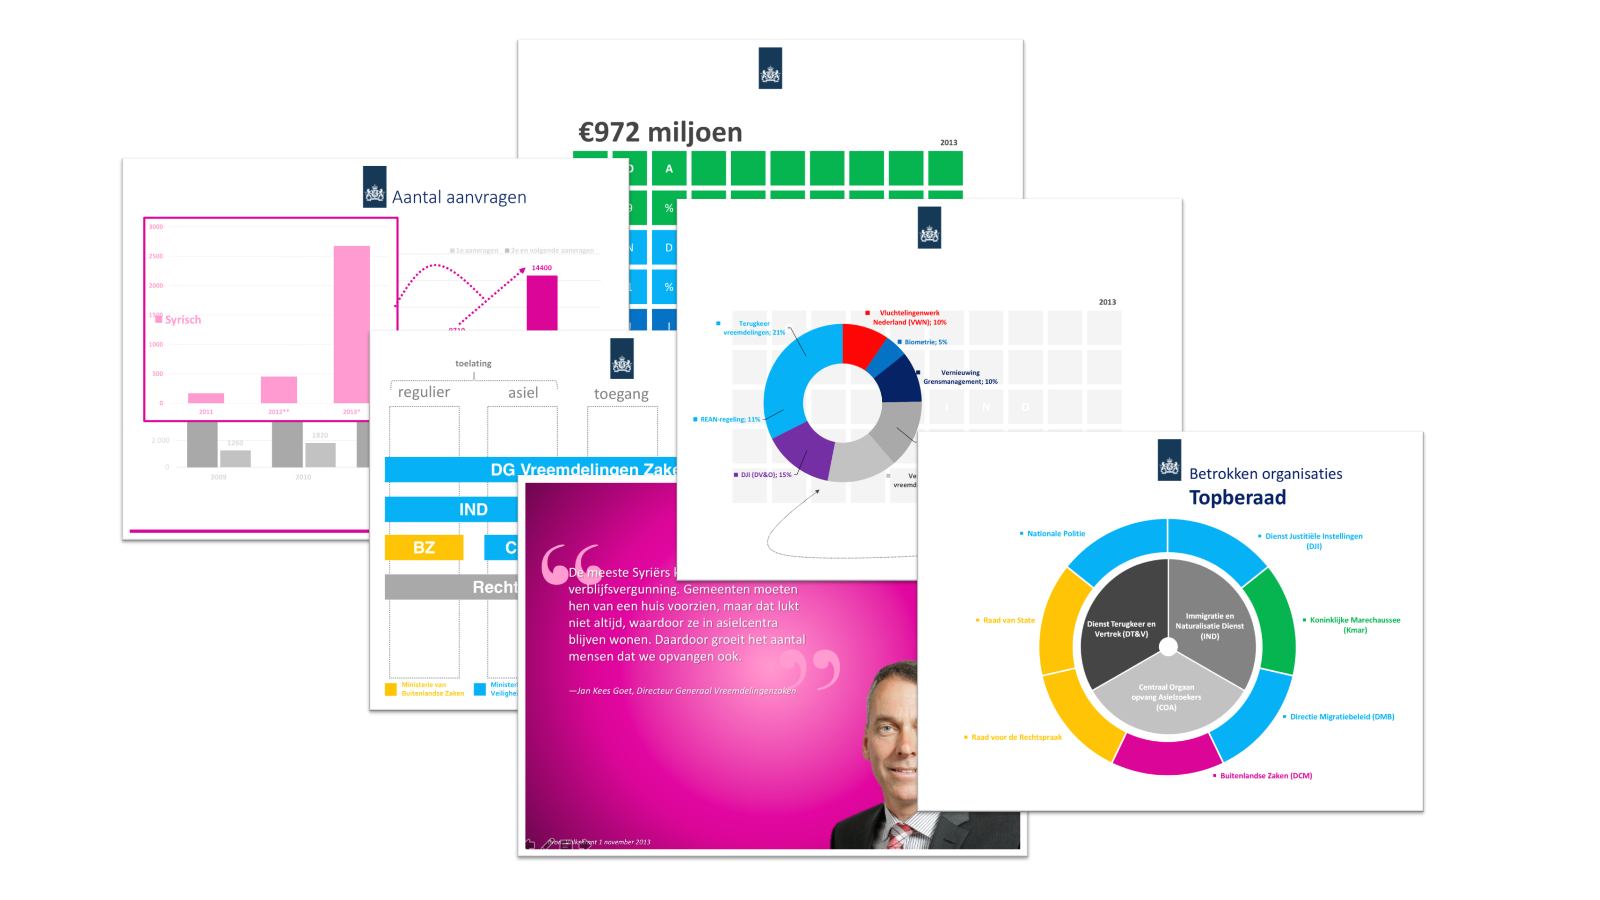 €972 miljoen
2013
A
%
D
%
Aantal aanvragen
3000
2500
2000
1500
1000
500
0
Syrisch
2011
2012**
2013*
1e aanvragen
2e en volgende aanvragen
14400
2.000
0
1260
1820
2009
2010
toelating
regulier
asiel
toegang
DG Vreemdelingen Zake
IND
BZ
C
Recht
Ministerie van
Buitenlandse Zaken
Minister
Veilighe
De meeste Syriërs k
verblijfsvergunning. Gemeenten moeten
hen van een huis voorzien, maar dat lukt
niet altijd, waardoor ze in asielcentra
blijven wonen. Daardoor groeit het aantal
mensen dat we opvangen ook.
—Jan Kees Goet, Directeur Generaal Vreemdelingenzaken
1 november 2013
2013
Vluchtelingenwerk
Nederland (VWN); 10%
Biometrie; 5%
Vernieuwing
Grensmanagement; 10%
Terugkeer
vreemdelingen; 21%
REAN-regeling; 11%
DJI (DV&O); 15%
Ve
vreemd
I N D
Betrokken organisaties
Topberaad
Nationale Politie
Dienst Justitiële Instellingen
(DJI)
Raad van State
Koninklijke Marechaussee
(Kmar)
Dienst Terugkeer en
Vertrek (DT&V)
Immigratie en
Naturalisatie Dienst
(IND)
Centraal Orgaan
opvang Asielzoekers
(COA)
Directie Migratiebeleid (DMB)
Raad voor de Rechtspraak
Buitenlandse Zaken (DCM)